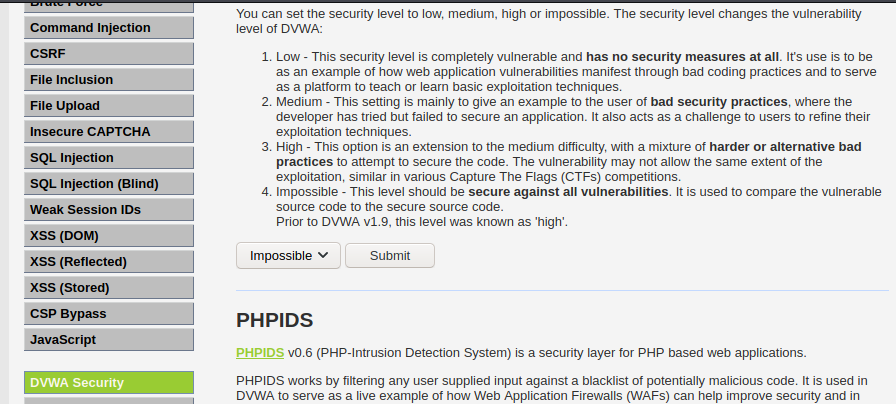 Brute Force
Command Injection
CSRF
File Inclusion
File Upload
Insecure CAPTCHA
SQL Injection
SQL Injection (Blind)
Weak Session IDs
XSS (DOM)
XSS (Reflected)
XSS (Stored)
CSP Bypass
JavaScript
DVWA Security
You can set the security level to low, medium, high or impossible. The security level changes the vulnerability
level of DVWA:
1. Low - This security level is completely vulnerable and has no security measures at all. It's use is to be
as an example of how web application vulnerabilities manifest through bad coding practices and to serve
as a platform to teach or learn basic exploitation techniques.
2. Medium - This setting is mainly to give an example to the user of bad security practices, where the
developer has tried but failed to secure an application. It also acts as a challenge to users to refine their
exploitation techniques.
3. High - This option is an extension to the medium difficulty, with a mixture of harder or alternative bad
practices to attempt to secure the code. The vulnerability may not allow the same extent of the
exploitation, similar in various Capture The Flags (CTFs) competitions.
4. Impossible - This level should be secure against all vulnerabilities. It is used to compare the vulnerable
source code to the secure source code.
Prior to DVWA v1.9, this level was known as 'high'.
Impossible Submit
PHPIDS
PHPIDS v0.6 (PHP-Intrusion Detection System) is a security layer for PHP based web applications.
PHPIDS works by filtering any user supplied input against a blacklist of potentially malicious code. It is used in
DVWA to serve as a live example of how Web Application Firewalls (WAFs) can help improve security and in